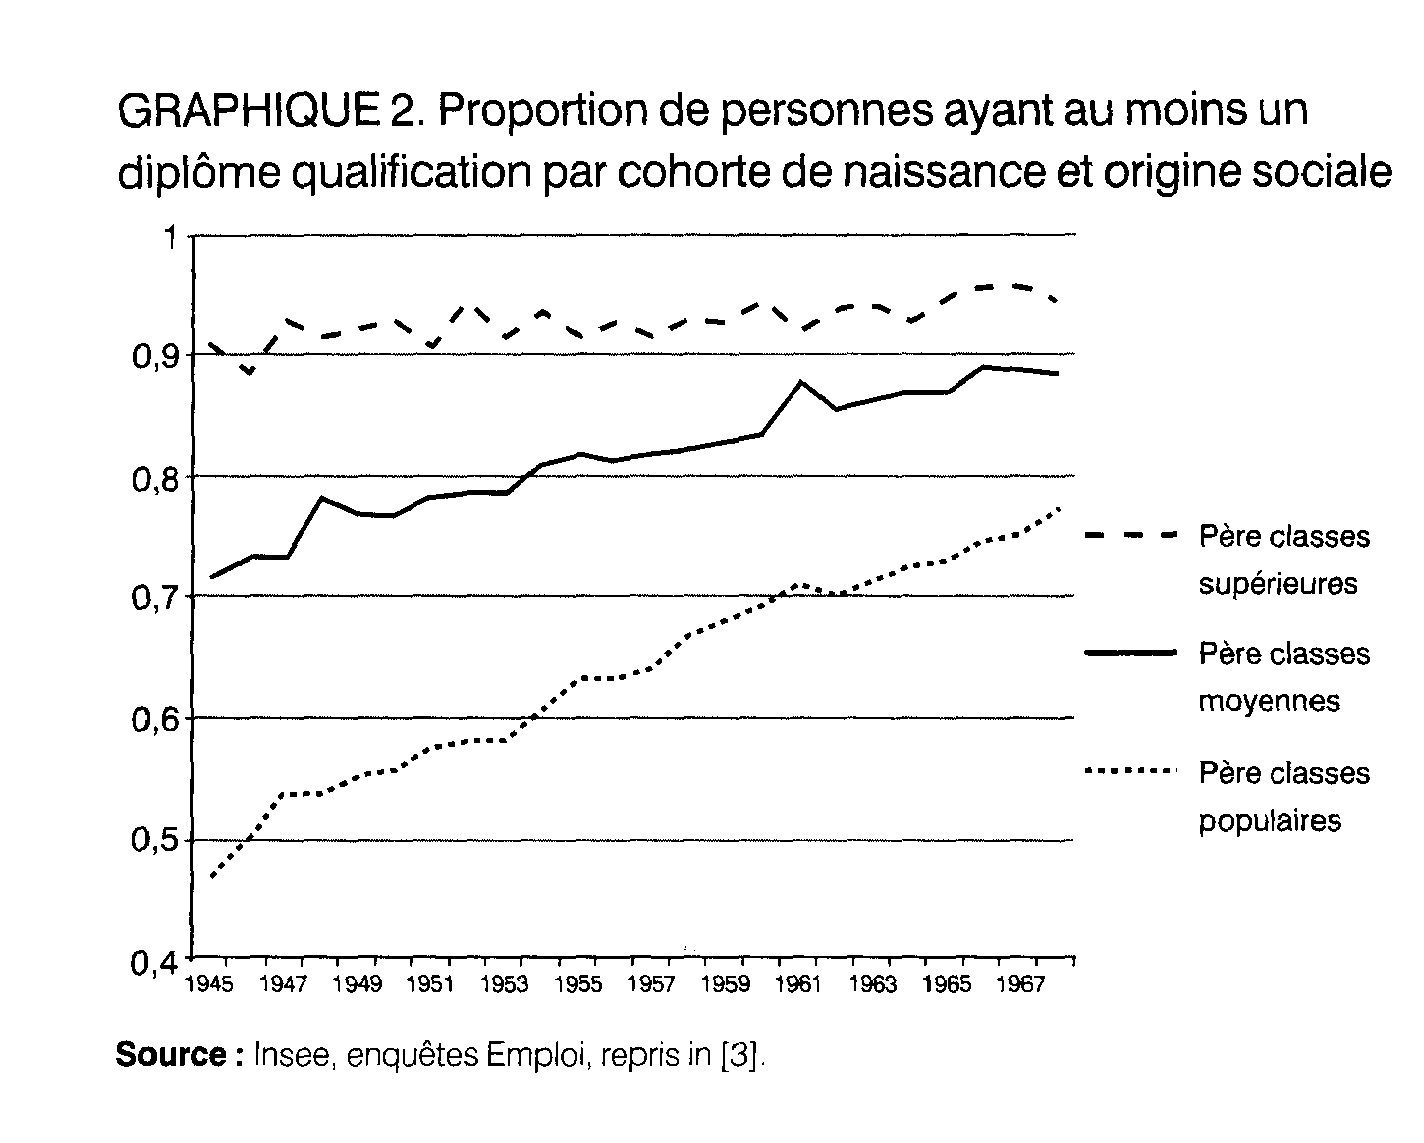 GRAPHIQUE 2. Proportion de personnes ayant au moins un
diplôme qualification par cohorte de naissance et origine sociale
1
0,9
0,8
0,7
0,6
0,5
0,4
1945 1947 1949 1951 1953 1955 1957 1959 1961 1963 1965 1967
Père classes
supérieures
Père classes
moyennes
Père classes
populaires
Source : Insee, enquêtes Emploi, repris in [3].